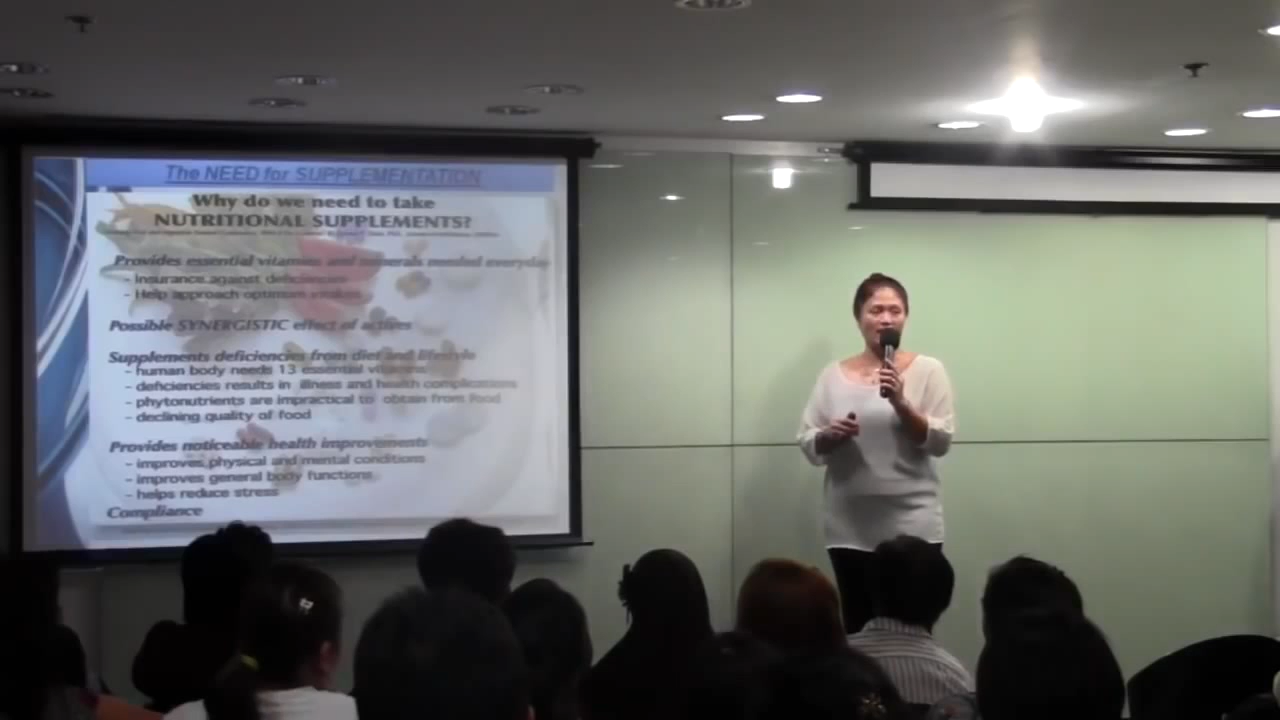 The NEED for SUPPLEMENTATION
Why do we need to take
NUTRITIONAL SUPPLEMENTS?
Provides essential vitamins and minerals needed everyday
- Insurance against deficiencies
- Help approach optimum intakes
Possible SYNERGISTIC effect of actives
Supplements deficiencies from diet and lifestyle
- human body needs 13 essential vitamins
- deficiencies results in illness and health complications
- phytonutrients are impractical to obtain from Food
- declining quality of food
Provides noticeable health improvements
- improves physical and mental conditions
- improves general body functions
- helps reduce stress
Compliance